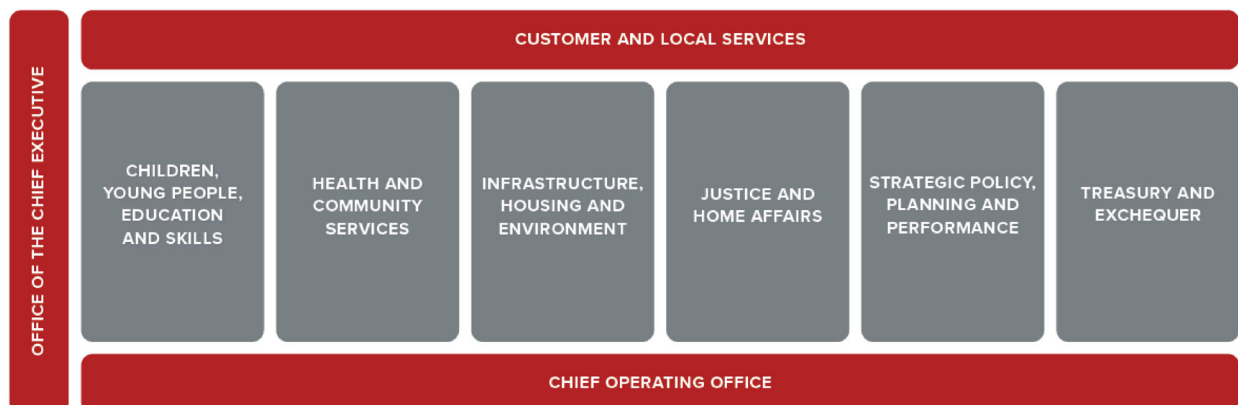 OFFICE OF THE CHIEF EXECUTIVE
CUSTOMER AND LOCAL SERVICES
CHILDREN,
YOUNG PEOPLE,
EDUCATION
AND SKILLS
HEALTH AND
COMMUNITY
SERVICES
INFRASTRUCTURE,
HOUSING AND
ENVIRONMENT
JUSTICE AND
HOME AFFAIRS
STRATEGIC POLICY,
PLANNING AND
PERFORMANCE
TREASURY AND
EXCHEQUER
CHIEF OPERATING OFFICE